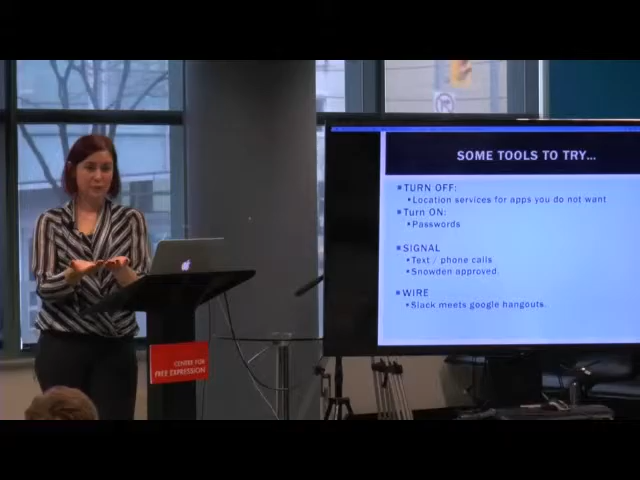 SOME TOOLS TO TRY...
TURN OFF:
Location services for apps you do not want
Turn ON:
Passwords
SIGNAL
Text / phone calls
Snowden approved.
WIRE
Slack meets google hangouts.
CENTRE FOR
FREE EXPRESSION